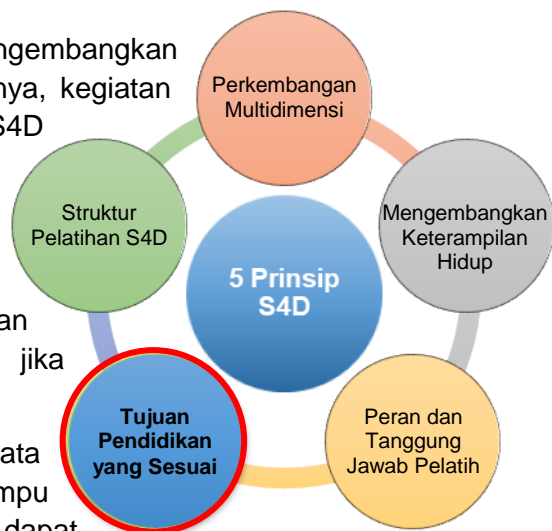 ngembangkan
nya, kegiatan
S4D
an
jika
ata
mpu
dapat
Perkembangan
Multidimensi
Mengembangkan
Keterampilan
Hidup
Peran dan
Tanggung
Jawab Pelatih
Tujuan
Pendidikan
yang Sesuai
Struktur
Pelatihan S4D
5 Prinsip
S4D